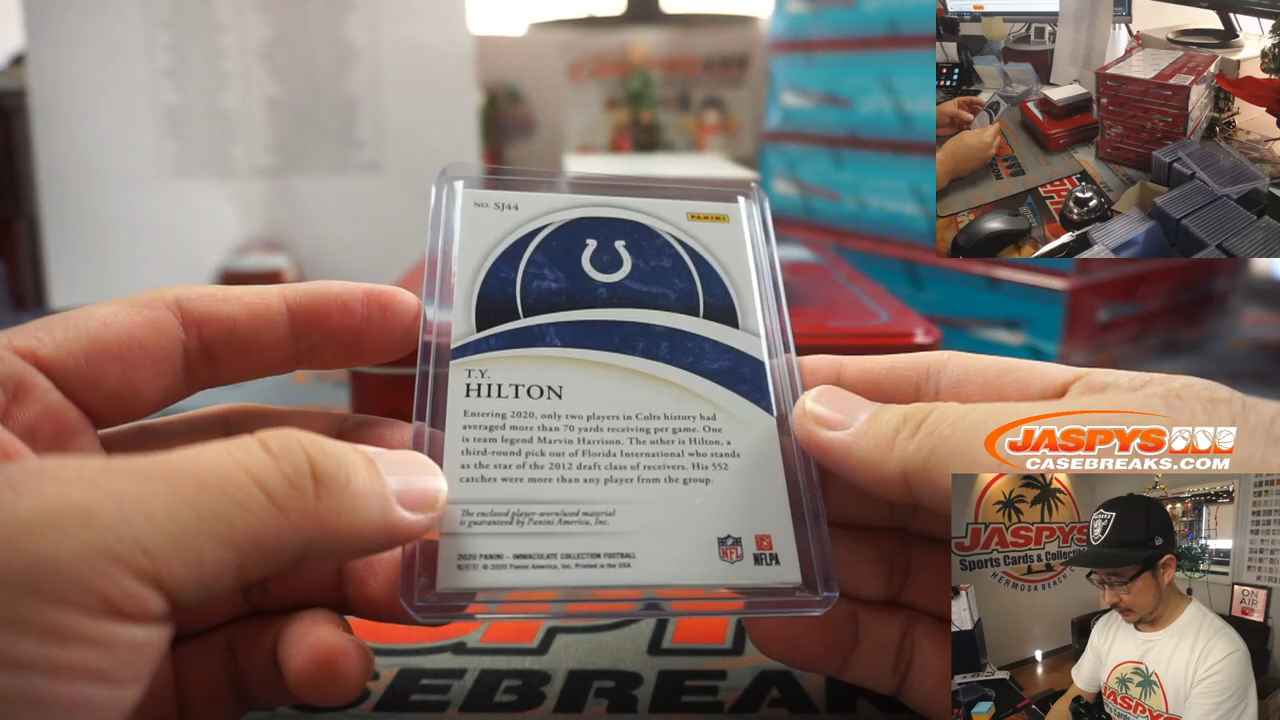 NO. SJ44
PANINI
T.Y.
HILTON
Entering 2020, only two players in Colts history had
averaged more than 70 yards receiving per game. One
is team legend Marvin Harrison. The other is Hilton, a
third-round pick out of Florida International who stands
as the star of the 2012 draft class of receivers. His 552
catches were more than any player from the group.
The enclosed player-worn/used material
is guaranteed by Panini America, Inc.
2020 PANINI – IMMACULATE COLLECTION FOOTBALL
© 2020 Panini America, Inc. Printed in the USA.
NFL
NFLPA
JASPYS
CASEBREAKS.COM
JASPYS
Sports Cards & Collectibl
HERMOSA BEACH, C
RAIDERS
ON
AIR
JASPYS
SEBREAK